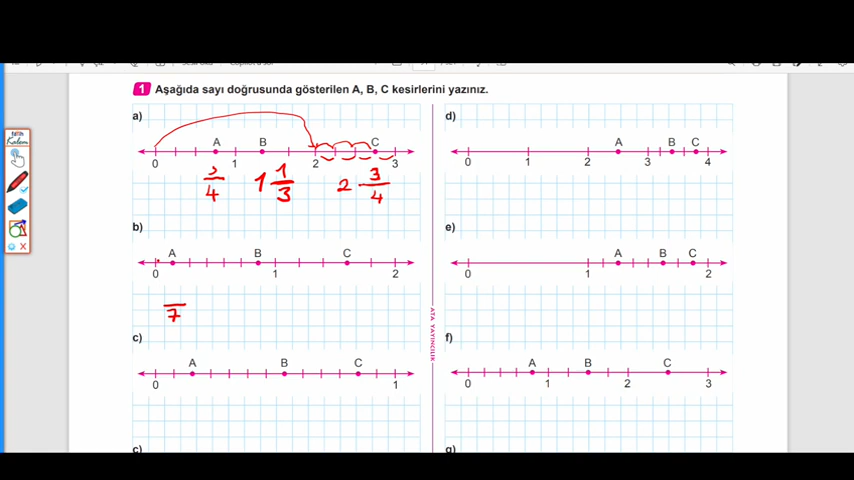 1 Aşağıda sayı doğrusunda gösterilen A, B, C kesirlerini yazınız.
a)
A B C
0 1 2 3
3/4 1 1/3 2 3/4
b)
A B C
0 1 2
7
c)
A B C
0 1
d)
A B C
0 1 2 3 4
e)
A B C
0 1 2
f)
A B C
0 1 2 3
ATA YAYINCILIK
fatih
Kalem